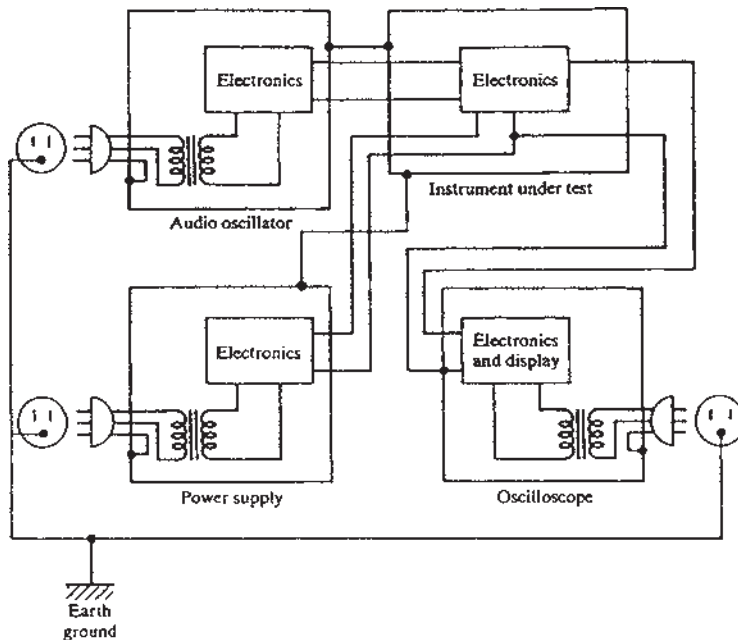 Electronics
Electronics
Instrument under test
Audio oscillator
Electronics
Electronics
and display
Power supply
Oscilloscope
Earth
ground